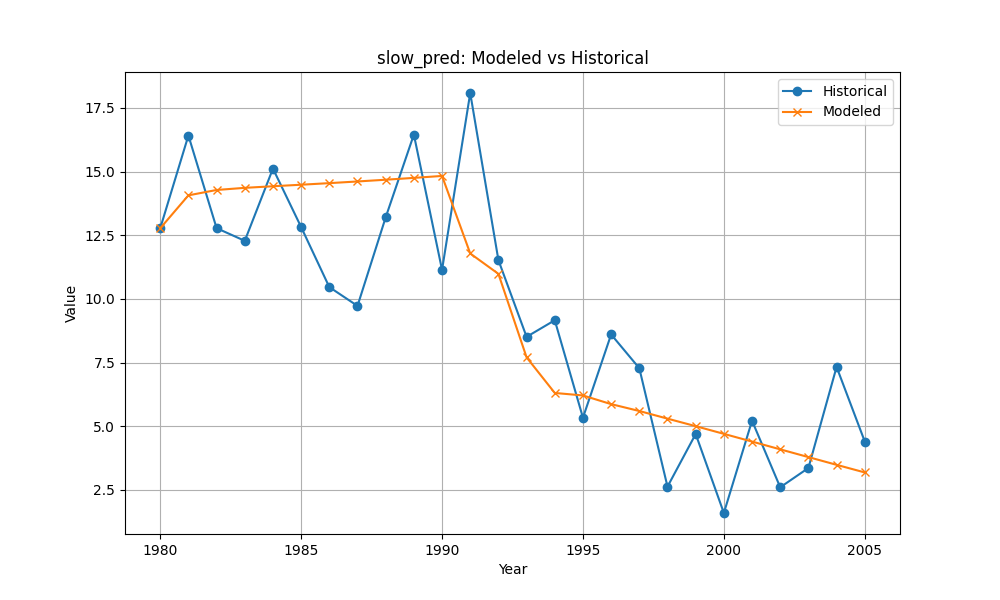 slow_pred: Modeled vs Historical
Historical
Modeled
17.5
15.0
12.5
10.0
7.5
5.0
2.5
Value
1980
1985
1990
1995
2000
2005
Year